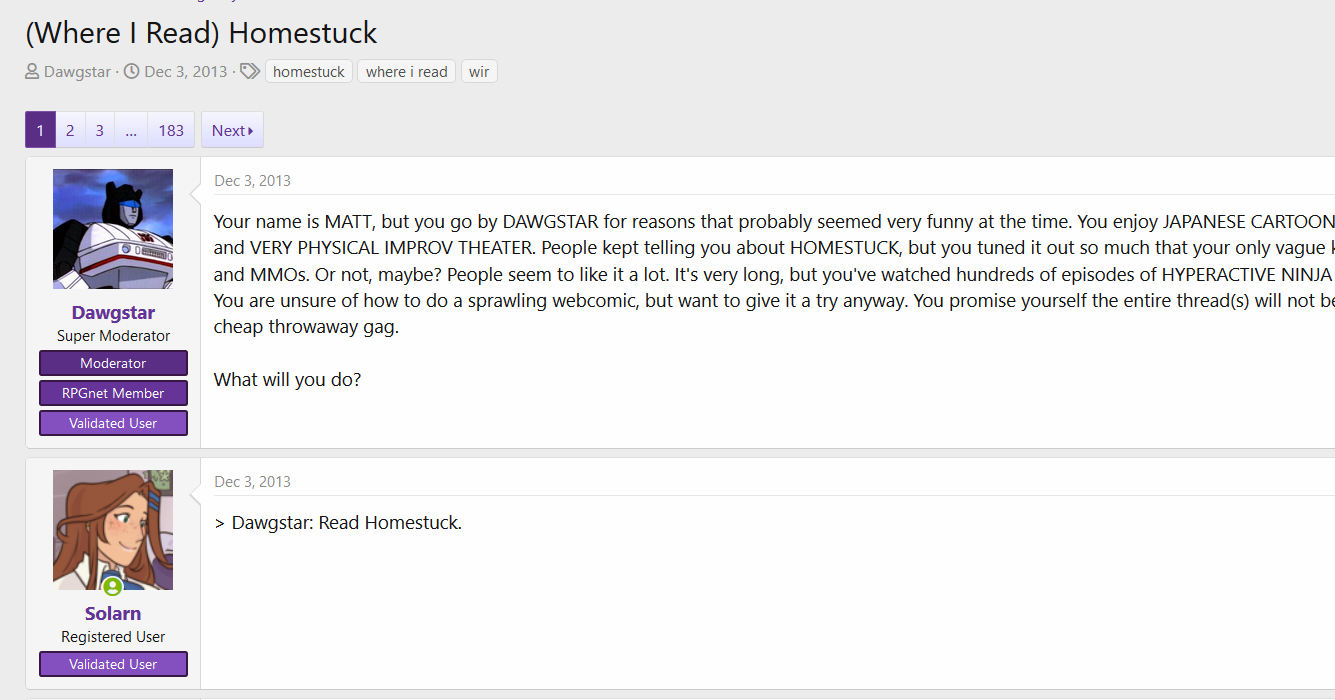 (Where I Read) Homestuck
Dawgstar · Dec 3, 2013 · homestuck where i read wir
1 2 3 ... 183 Next
Dec 3, 2013
Your name is MATT, but you go by DAWGSTAR for reasons that probably seemed very funny at the time. You enjoy JAPANESE CARTOON
and VERY PHYSICAL IMPROV THEATER. People kept telling you about HOMESTUCK, but you tuned it out so much that your only vague
and MMOs. Or not, maybe? People seem to like it a lot. It's very long, but you've watched hundreds of episodes of HYPERACTIVE NINJA
You are unsure of how to do a sprawling webcomic, but want to give it a try anyway. You promise yourself the entire thread(s) will not be
cheap throwaway gag.
What will you do?
Dawgstar
Super Moderator
Moderator
RPGnet Member
Validated User
Dec 3, 2013
> Dawgstar: Read Homestuck.
Solarn
Registered User
Validated User